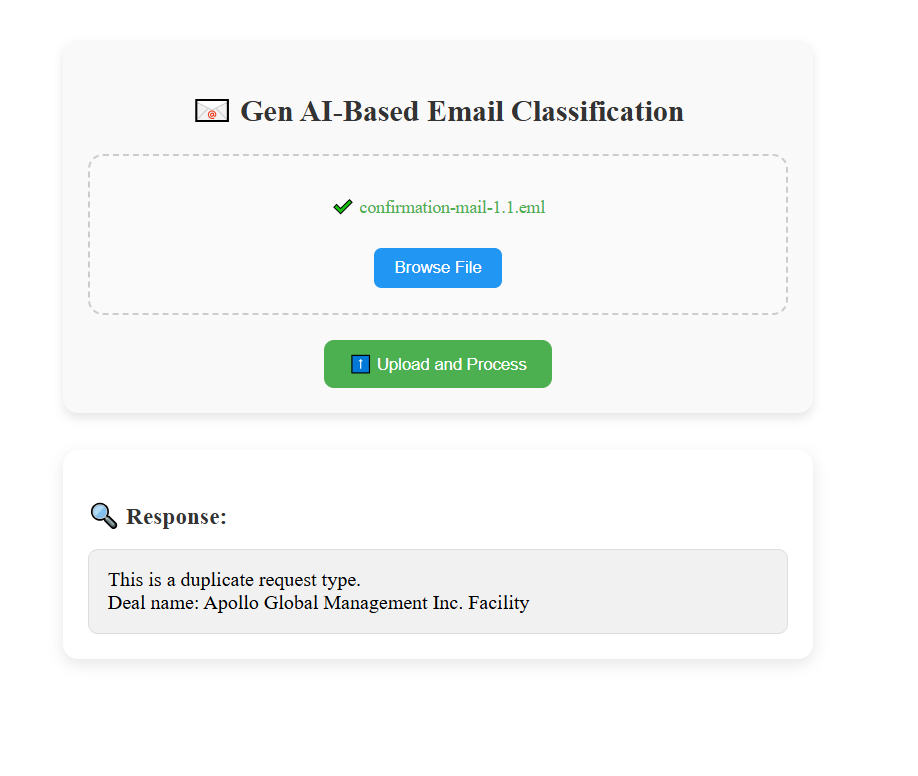 Gen AI-Based Email Classification
confirmation-mail-1.1.eml
Browse File
Upload and Process
Response:
This is a duplicate request type.
Deal name: Apollo Global Management Inc. Facility